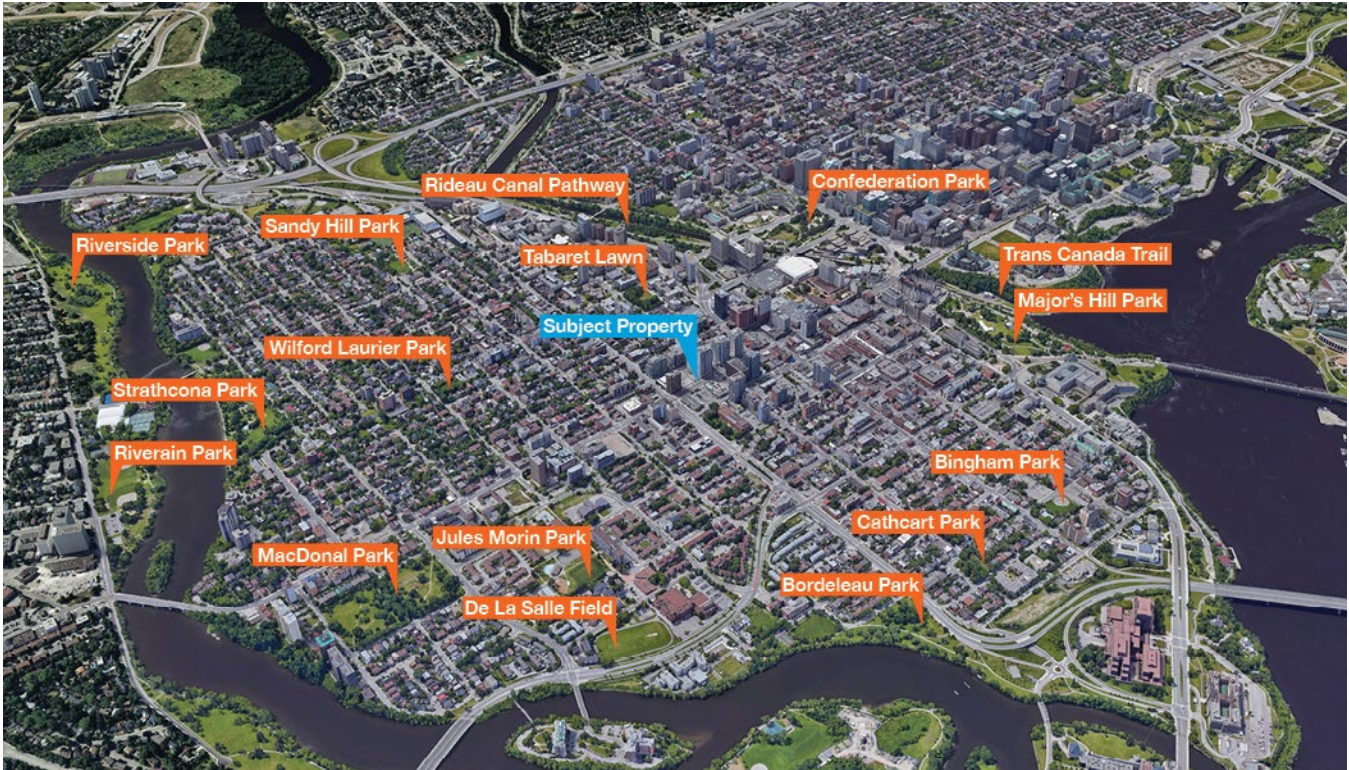 Rideau Canal Pathway
Confederation Park
Sandy Hill Park
Riverside Park
Tabaret Lawn
Trans Canada Trail
Major's Hill Park
Subject Property
Wilford Laurier Park
Strathcona Park
Riverain Park
Bingham Park
Cathcart Park
Jules Morin Park
MacDonal Park
Bordeleau Park
De La Salle Field